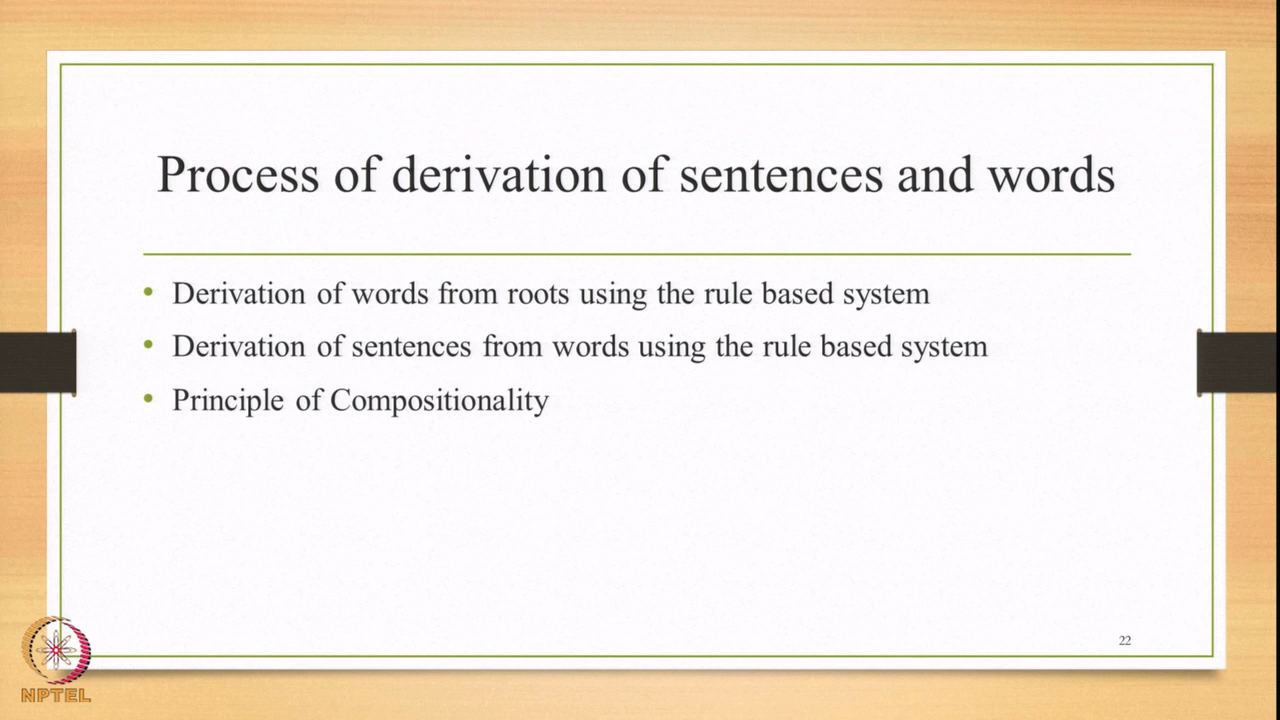 Process of derivation of sentences and words
• Derivation of words from roots using the rule based system
• Derivation of sentences from words using the rule based system
• Principle of Compositionality
22
NPTEL